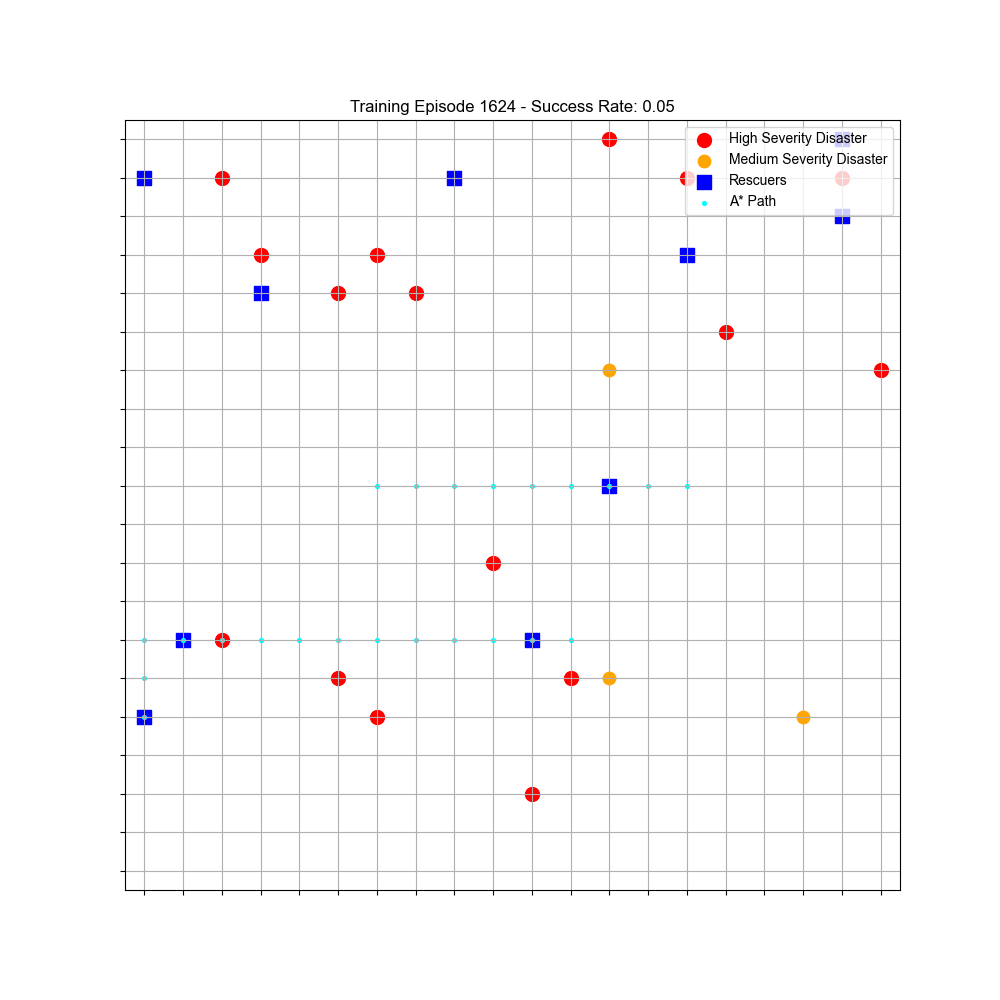 Training Episode 1624 - Success Rate: 0.05
High Severity Disaster
Medium Severity Disaster
Rescuers
A* Path